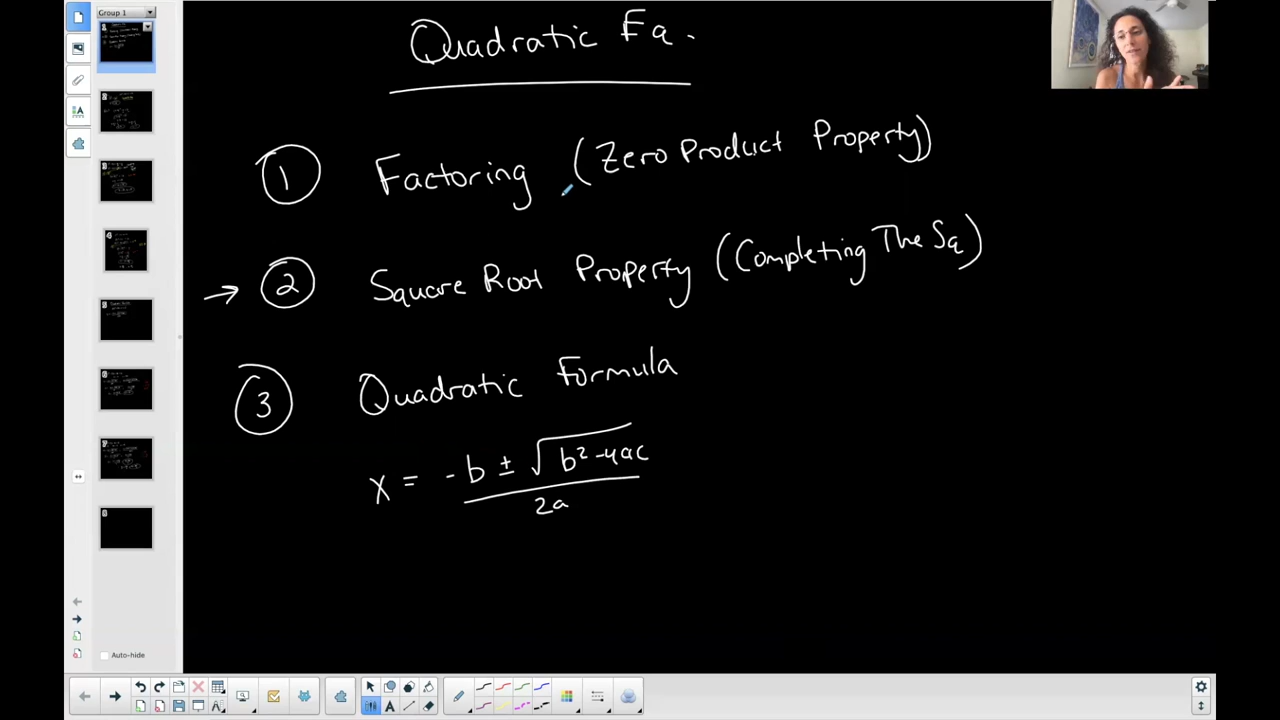 Group 1
Quadratic Fa.
1 Factoring (Zero Product Property)
→ 2 Square Root Property (Completing The Sq)
3 Quadratic Formula
x = -b ± √b²-4ac
2a
Auto-hide